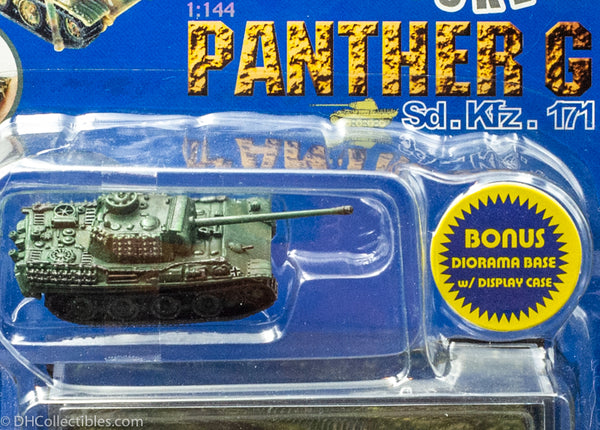 1:144
PANTHER G
Sd.Kfz.171
BONUS
DIORAMA BASE
w/ DISPLAY CASE
© DHCollectibles.com